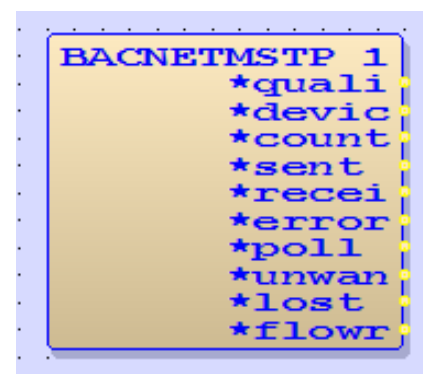 BACNETMSTP 1
*quali
*devic
*count
*sent
*recei
*error
*poll
*unwan
*lost
*flowr